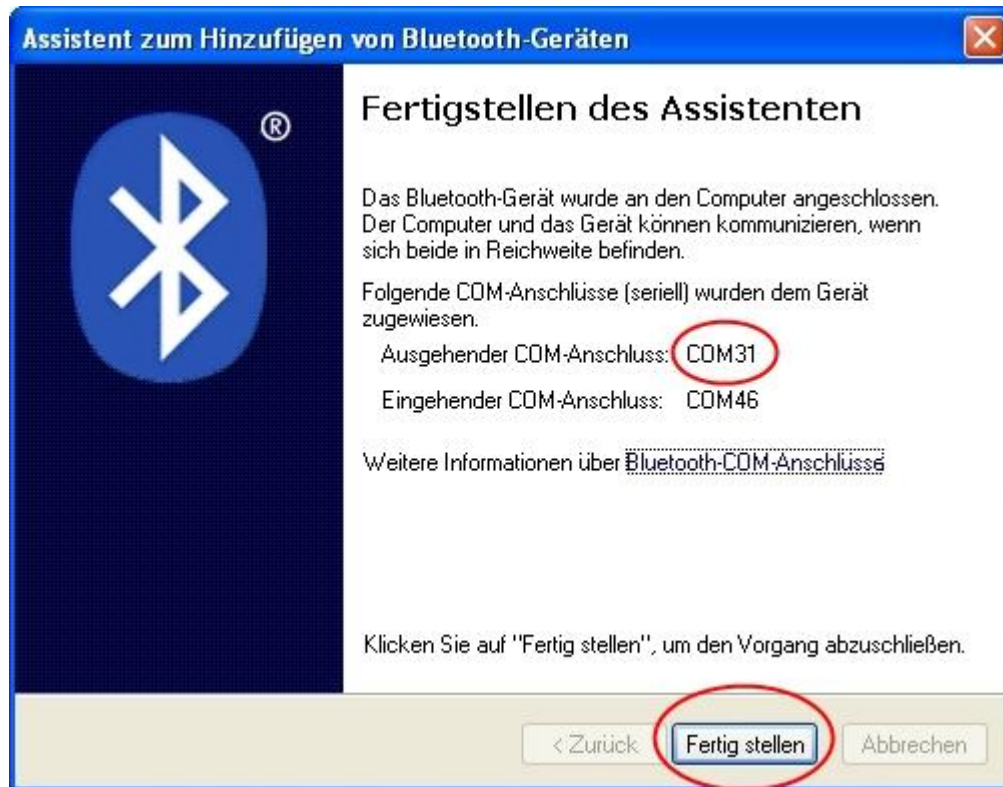 Assistent zum Hinzufügen von Bluetooth-Geräten
®
Fertigstellen des Assistenten
Das Bluetooth-Gerät wurde an den Computer angeschlossen.
Der Computer und das Gerät können kommunizieren, wenn
sich beide in Reichweite befinden.
Folgende COM-Anschlüsse (seriell) wurden dem Gerät
zugewiesen.
Ausgehender COM-Anschluss: COM31
Eingehender COM-Anschluss: COM46
Weitere Informationen über Bluetooth-COM-Anschlüsse
Klicken Sie auf "Fertig stellen", um den Vorgang abzuschließen.
< Zurück Fertig stellen Abbrechen